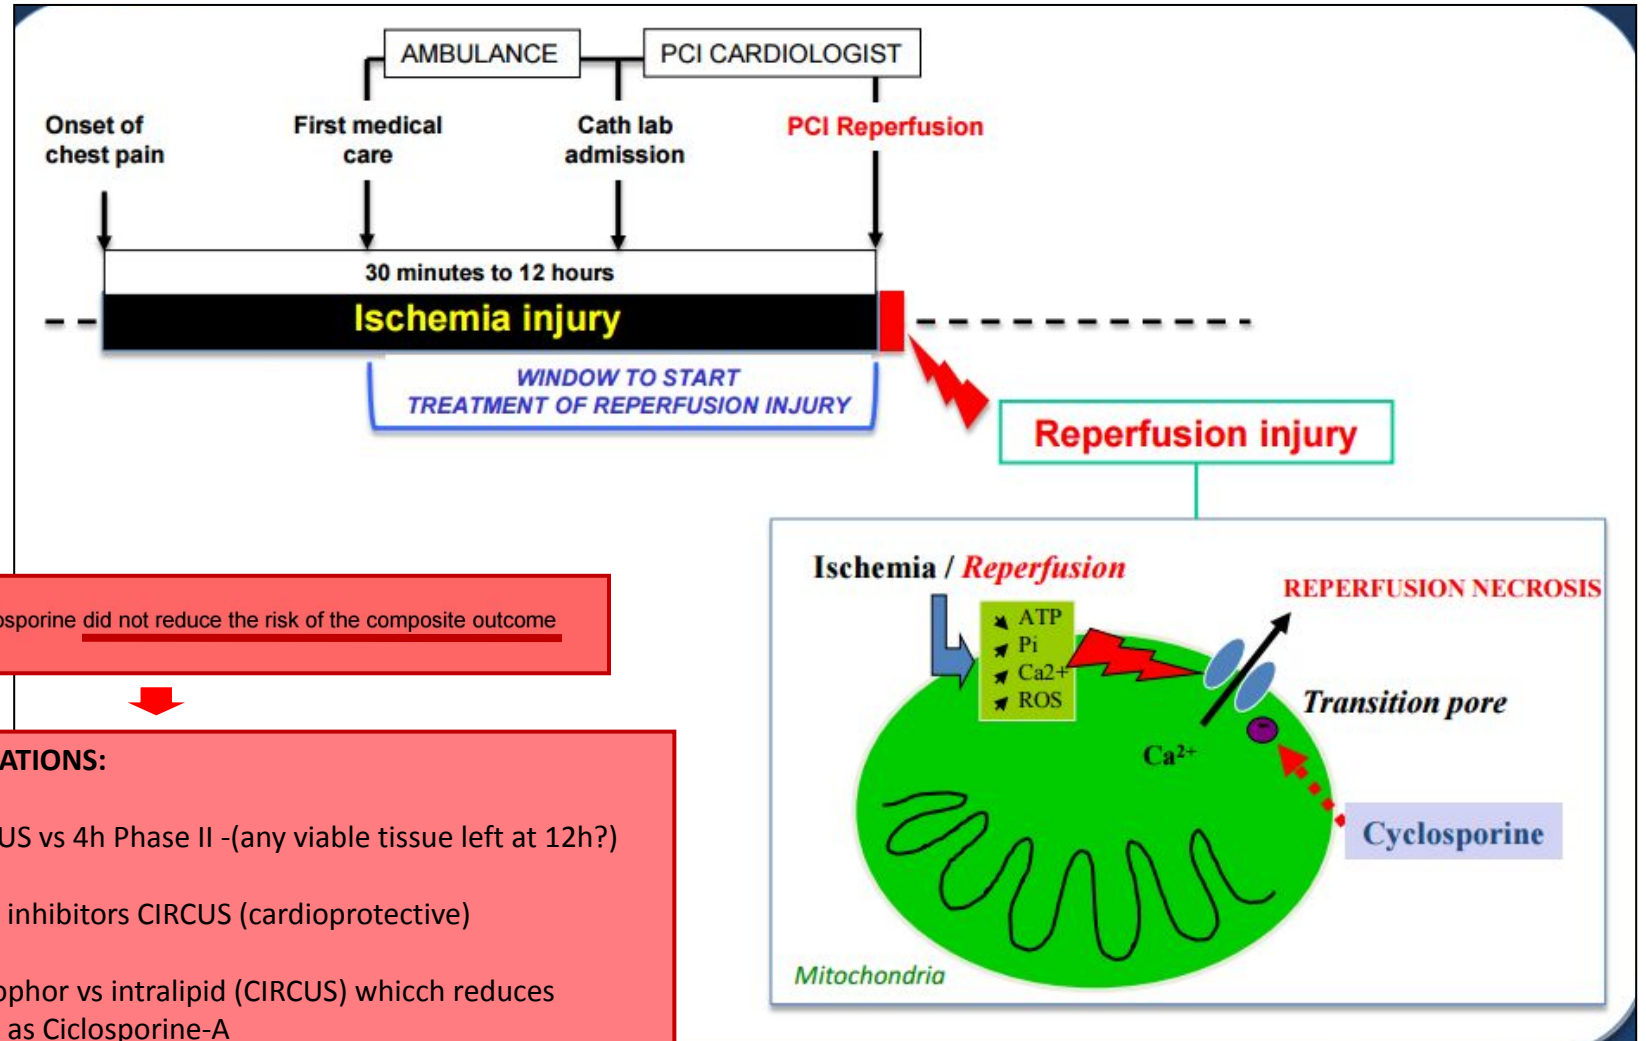 AMBULANCE
PCI CARDIOLOGIST
Onset of
chest pain
First medical
care
Cath lab
admission
PCI Reperfusion
30 minutes to 12 hours
Ischemia injury
WINDOW TO START
TREATMENT OF REPERFUSION INJURY
Reperfusion injury
osporine did not reduce the risk of the composite outcome
ATIONS:
US vs 4h Phase II -(any viable tissue left at 12h?)
inhibitors CIRCUS (cardioprotective)
ophor vs intralipid (CIRCUS) whicch reduces
as Ciclosporine-A
Ischemia / Reperfusion
REPERFUSION NECROSIS
ATP
Pi
Ca2+
ROS
Transition pore
Ca²⁺
Cyclosporine
Mitochondria